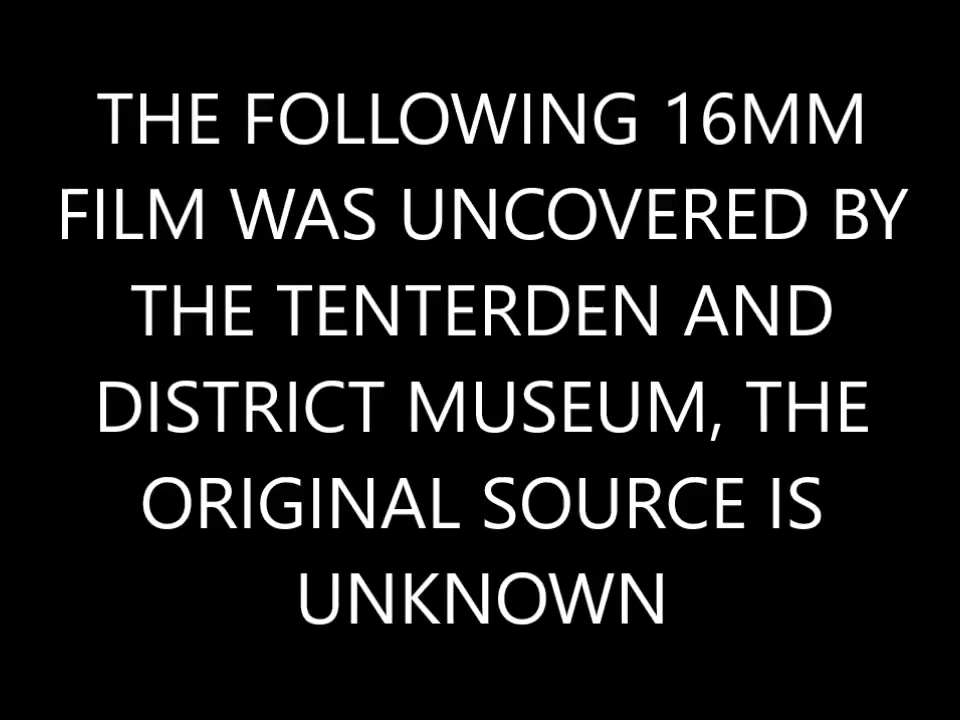 THE FOLLOWING 16MM
FILM WAS UNCOVERED BY
THE TENTERDEN AND
DISTRICT MUSEUM, THE
ORIGINAL SOURCE IS
UNKNOWN